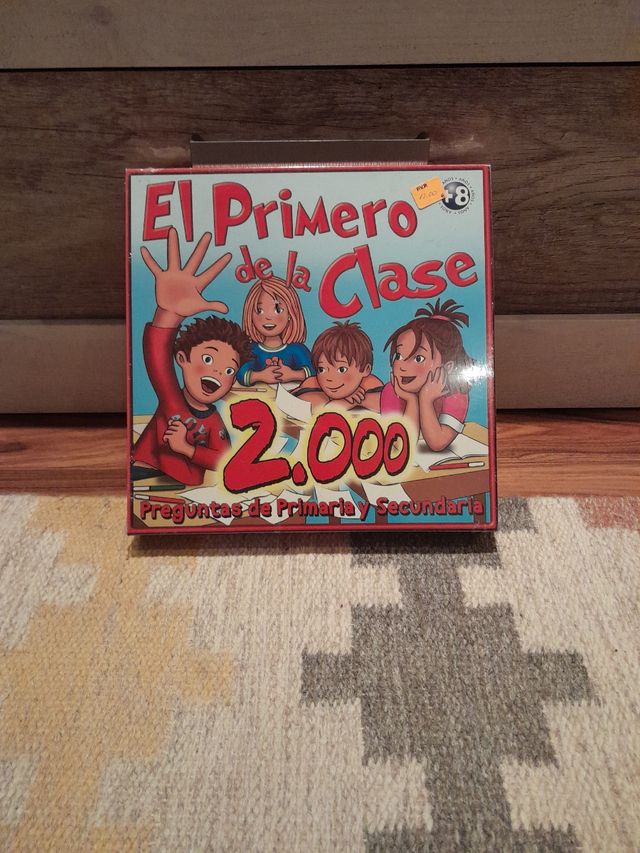 El Primero
de la Clase
+8
2.000
Preguntas de Primaria y Secundaria